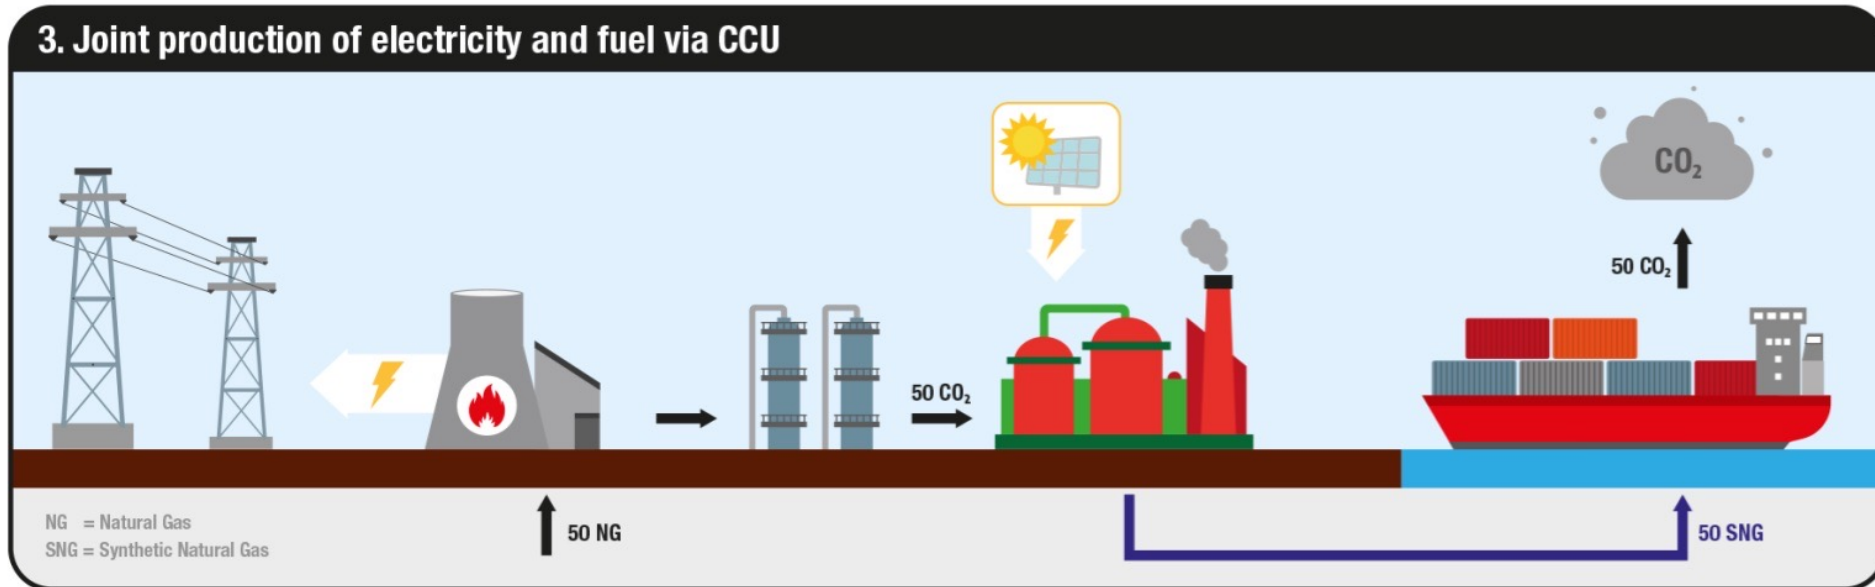 3. Joint production of electricity and fuel via CCU
CO₂
50 CO₂
50 CO₂
NG = Natural Gas
SNG = Synthetic Natural Gas
50 NG
50 SNG